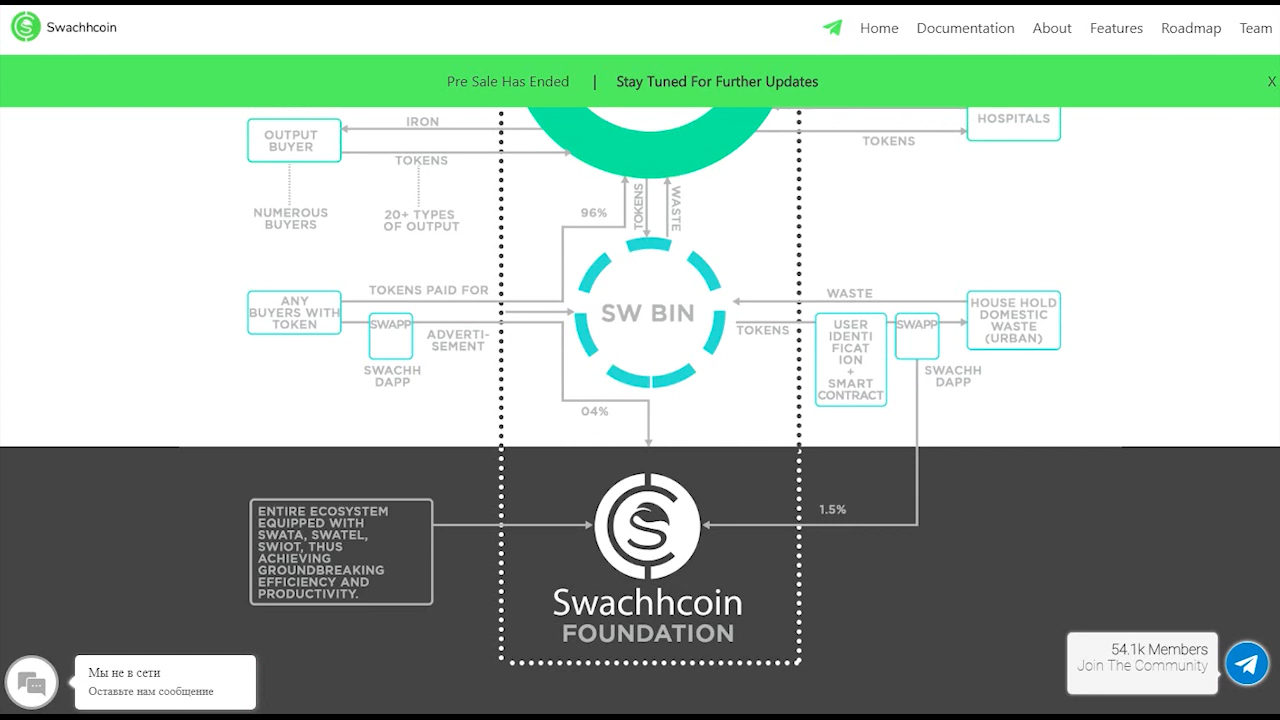 Swachhcoin
Home
Documentation
About
Features
Roadmap
Team
Pre Sale Has Ended | Stay Tuned For Further Updates
X
OUTPUT
BUYER
IRON
TOKENS
NUMEROUS
BUYERS
20+ TYPES
OF OUTPUT
HOSPITALS
TOKENS
96%
TOKENS
WASTE
ANY
BUYERS WITH
TOKEN
TOKENS PAID FOR
SWAPP
ADVERTI-
SEMENT
SWACHH
DAPP
SW BIN
WASTE
TOKENS
USER
IDENTI
FICAT
ION
+
SMART
CONTRACT
SWAPP
SWACHH
DAPP
HOUSE HOLD
DOMESTIC
WASTE
(URBAN)
04%
ENTIRE ECOSYSTEM
EQUIPPED WITH
SWATA, SWATEL,
SWIOT, THUS
ACHIEVING
GROUNDBREAKING
EFFICIENCY AND
PRODUCTIVITY.
1.5%
Swachhcoin
FOUNDATION
Мы не в сети
Оставьте нам сообщение
54.1k Members
Join The Community